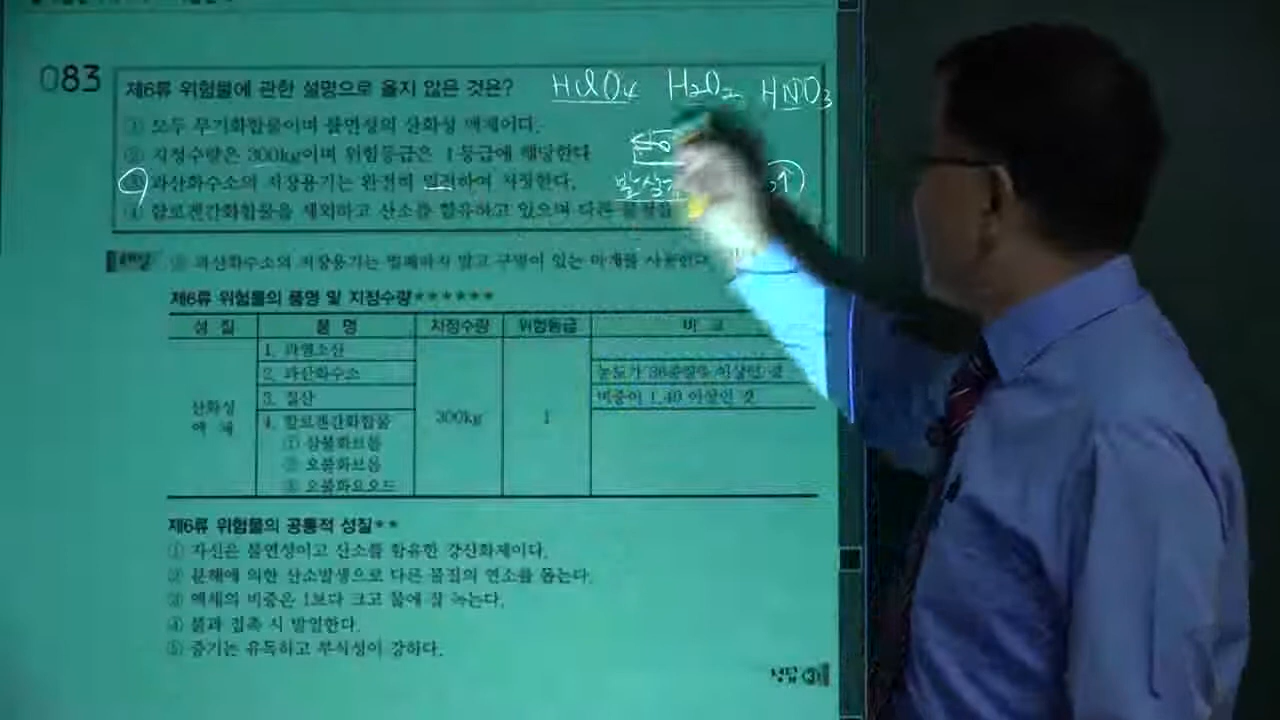 083
제6류 위험물에 관한 설명으로 옳지 않은 것은?
HClO4 H2O2 HNO3
① 모두 무기화합물이며 불연성의 산화성 액체이다.
② 지정수량은 300kg이며 위험등급은 1등급에 해당한다
③ 과산화수소의 저장용기는 완전히 밀전하여 저장한다.
④ 할로겐간화합물을 제외하고 산소를 함유하고 있으며 다른 물질을
해설 ③ 과산화수소의 저장용기는 밀폐하지 말고 구멍이 있는 마개를 사용한다
제6류 위험물의 품명 및 지정수량★★★★★★
성 질 품 명 지정수량 위험등급 비 고
1. 과염소산
2. 과산화수소 농도가 36중량% 이상인 것
3. 질산 비중이 1.49 이상인 것
산화성 액체 4. 할로겐간화합물 300kg 1
① 삼불화브롬
② 오불화브롬
③ 오불화요오드
제6류 위험물의 공통적 성질★★
① 자신은 불연성이고 산소를 함유한 강산화제이다.
② 분해에 의한 산소발생으로 다른 물질의 연소를 돕는다.
③ 액체의 비중은 1보다 크고 물에 잘 녹는다.
④ 물과 접촉 시 발열한다.
⑤ 증기는 유독하고 부식성이 강하다.
정답 ③